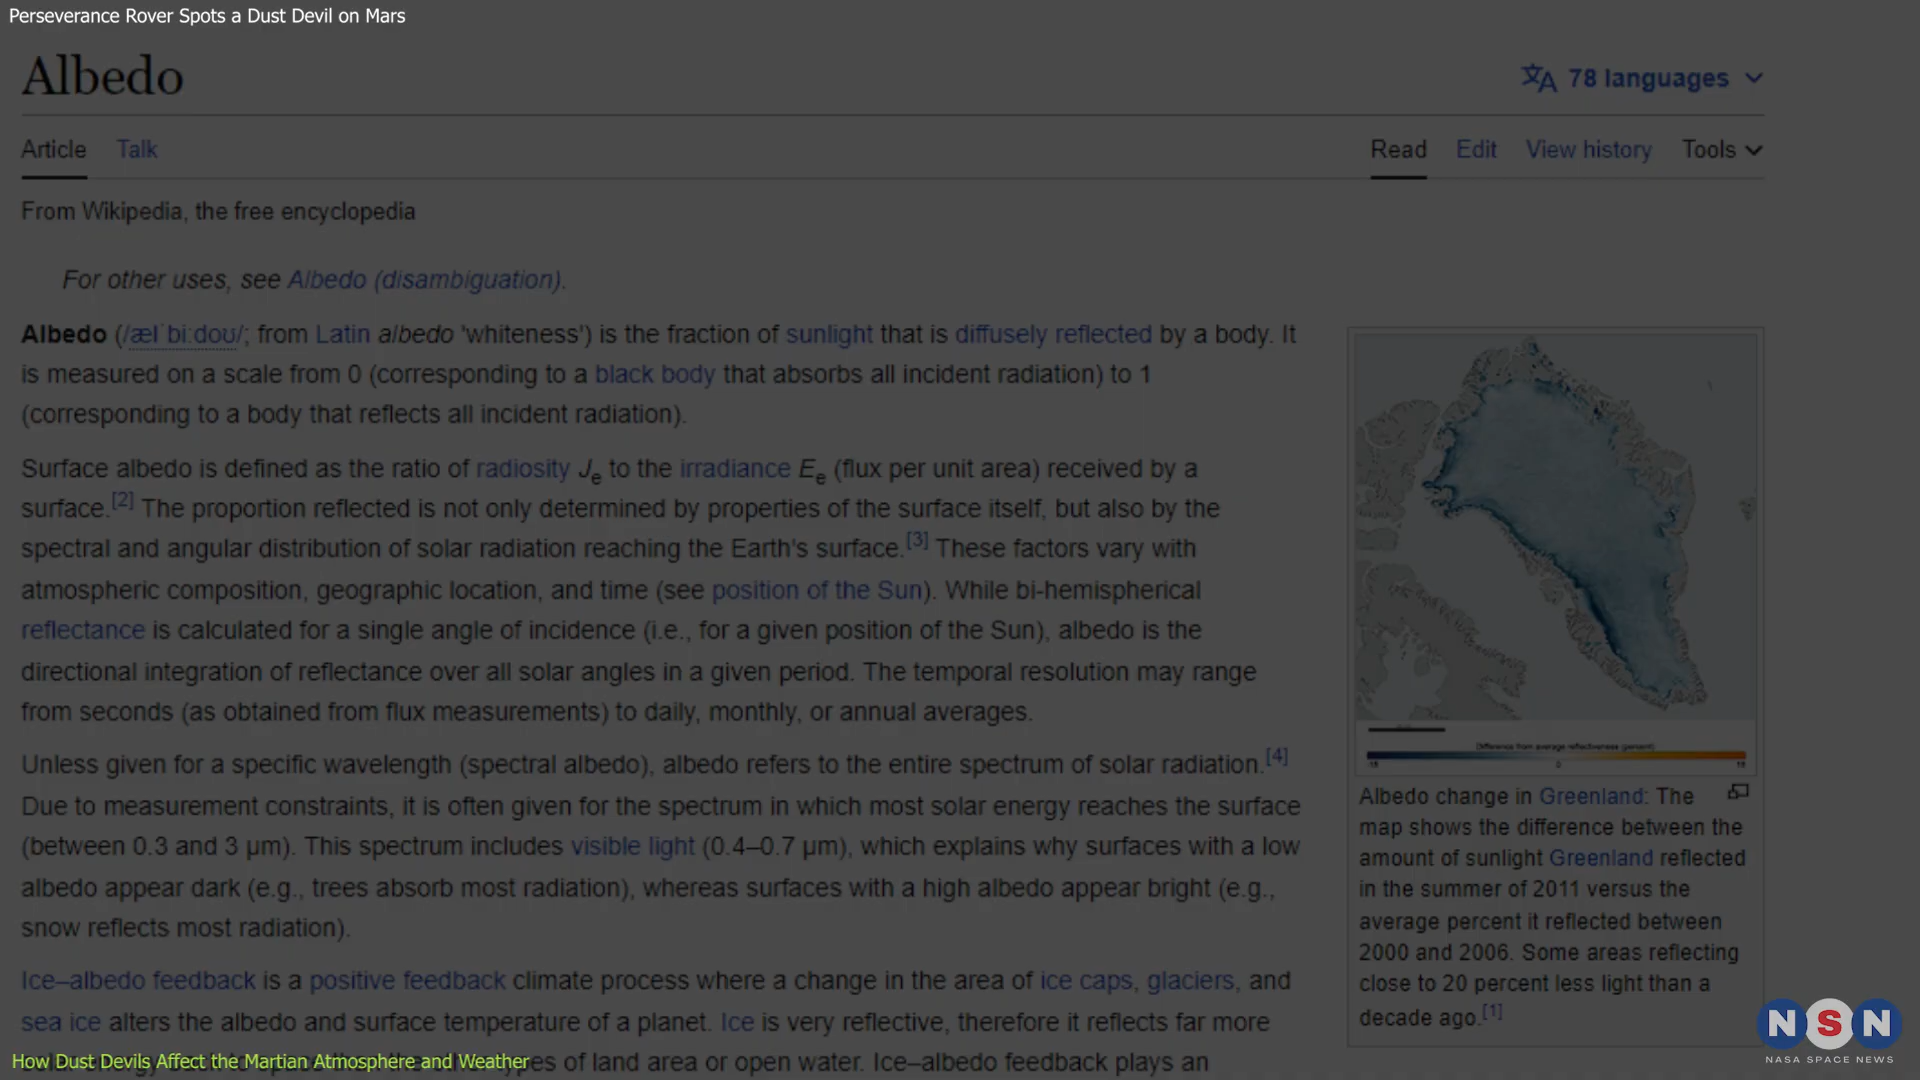 Perseverance Rover Spots a Dust Devil on Mars
Albedo
78 languages
Article Talk
Read Edit View history Tools
From Wikipedia, the free encyclopedia
For other uses, see Albedo (disambiguation).
Albedo (/ælˈbiːdoʊ/; from Latin albedo 'whiteness') is the fraction of sunlight that is diffusely reflected by a body. It
is measured on a scale from 0 (corresponding to a black body that absorbs all incident radiation) to 1
(corresponding to a body that reflects all incident radiation).
Surface albedo is defined as the ratio of radiosity Je to the irradiance Ee (flux per unit area) received by a
surface.[2] The proportion reflected is not only determined by properties of the surface itself, but also by the
spectral and angular distribution of solar radiation reaching the Earth's surface.[3] These factors vary with
atmospheric composition, geographic location, and time (see position of the Sun). While bi-hemispherical
reflectance is calculated for a single angle of incidence (i.e., for a given position of the Sun), albedo is the
directional integration of reflectance over all solar angles in a given period. The temporal resolution may range
from seconds (as obtained from flux measurements) to daily, monthly, or annual averages.
Unless given for a specific wavelength (spectral albedo), albedo refers to the entire spectrum of solar radiation.[4]
Due to measurement constraints, it is often given for the spectrum in which most solar energy reaches the surface
(between 0.3 and 3 μm). This spectrum includes visible light (0.4–0.7 μm), which explains why surfaces with a low
albedo appear dark (e.g., trees absorb most radiation), whereas surfaces with a high albedo appear bright (e.g.,
snow reflects most radiation).
Ice–albedo feedback is a positive feedback climate process where a change in the area of ice caps, glaciers, and
sea ice alters the albedo and surface temperature of a planet. Ice is very reflective, therefore it reflects far more
of land area or open water. Ice–albedo feedback plays an
How Dust Devils Affect the Martian Atmosphere and Weather
Difference from average reflectiveness (percent)
0
Albedo change in Greenland: The
map shows the difference between the
amount of sunlight Greenland reflected
in the summer of 2011 versus the
average percent it reflected between
2000 and 2006. Some areas reflecting
close to 20 percent less light than a
decade ago.[1]
NSN
NASA SPACE NEWS